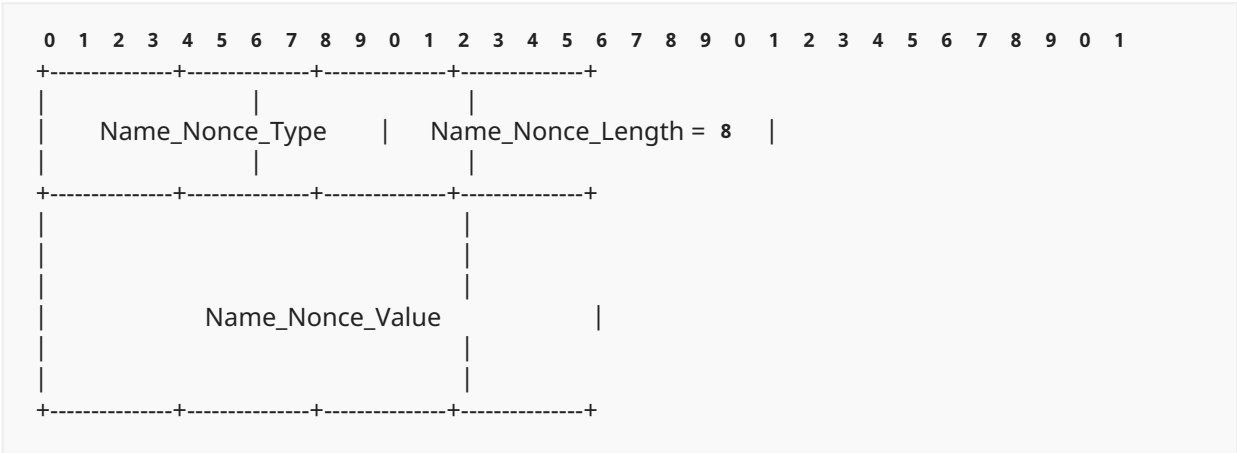 0 1 2 3 4 5 6 7 8 9 0 1 2 3 4 5 6 7 8 9 0 1 2 3 4 5 6 7 8 9 0 1
+---------------+---------------+---------------+---------------+
| | |
| Name_Nonce_Type | Name_Nonce_Length = 8 |
| | |
+---------------+---------------+---------------+---------------+
| |
| |
| |
| Name_Nonce_Value |
| |
| |
+---------------+---------------+---------------+---------------+